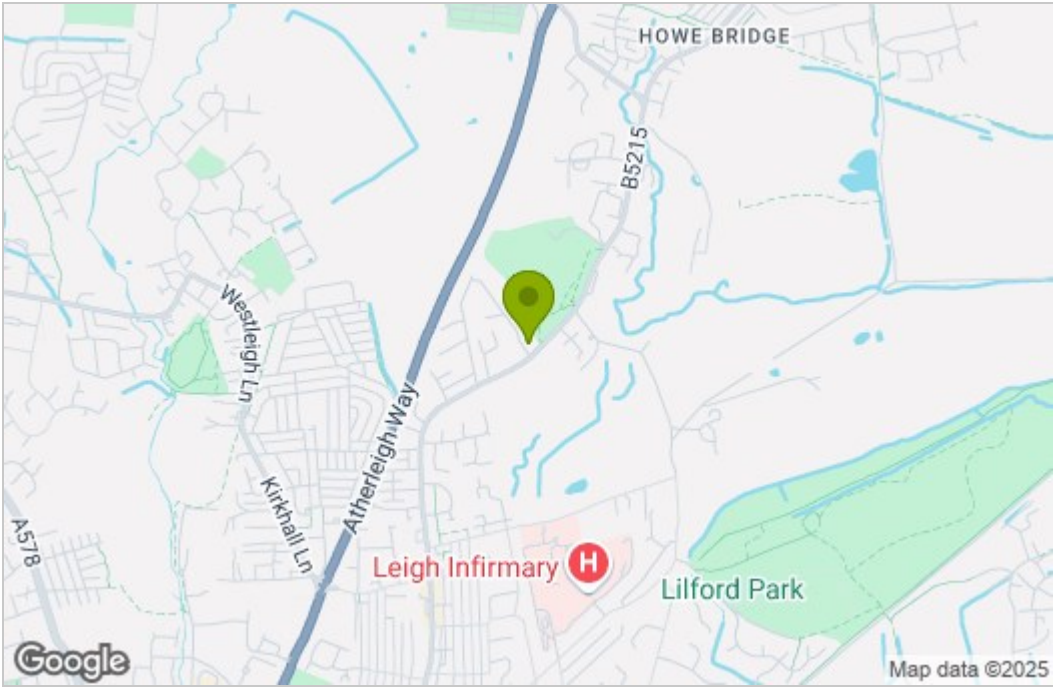 HOWE BRIDGE
B5215
Westleigh Ln
Atherleigh Way
Kirkhall Ln
A578
Leigh Infirmary
H
Lilford Park
Google
Map data ©2025